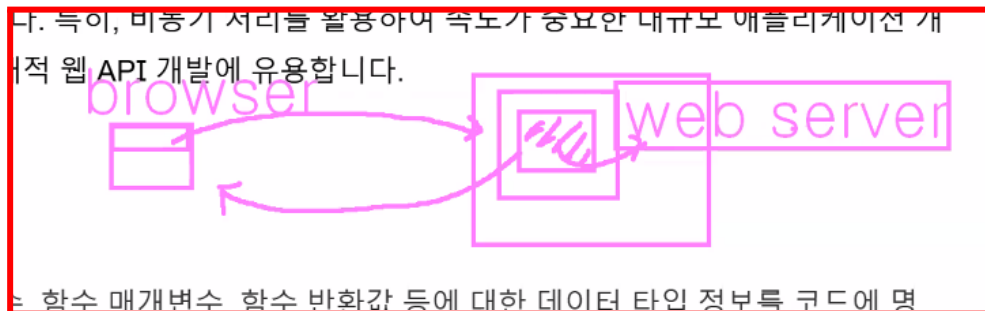 다. 특히, 비동기 처리를 활용하여 속도가 중요한 대규모 애플리케이션 개
적 웹 API 개발에 유용합니다.
browser
web server
함수 매개변수, 함수 반환값 등에 대한 데이터 타입 정보를 코드에 명